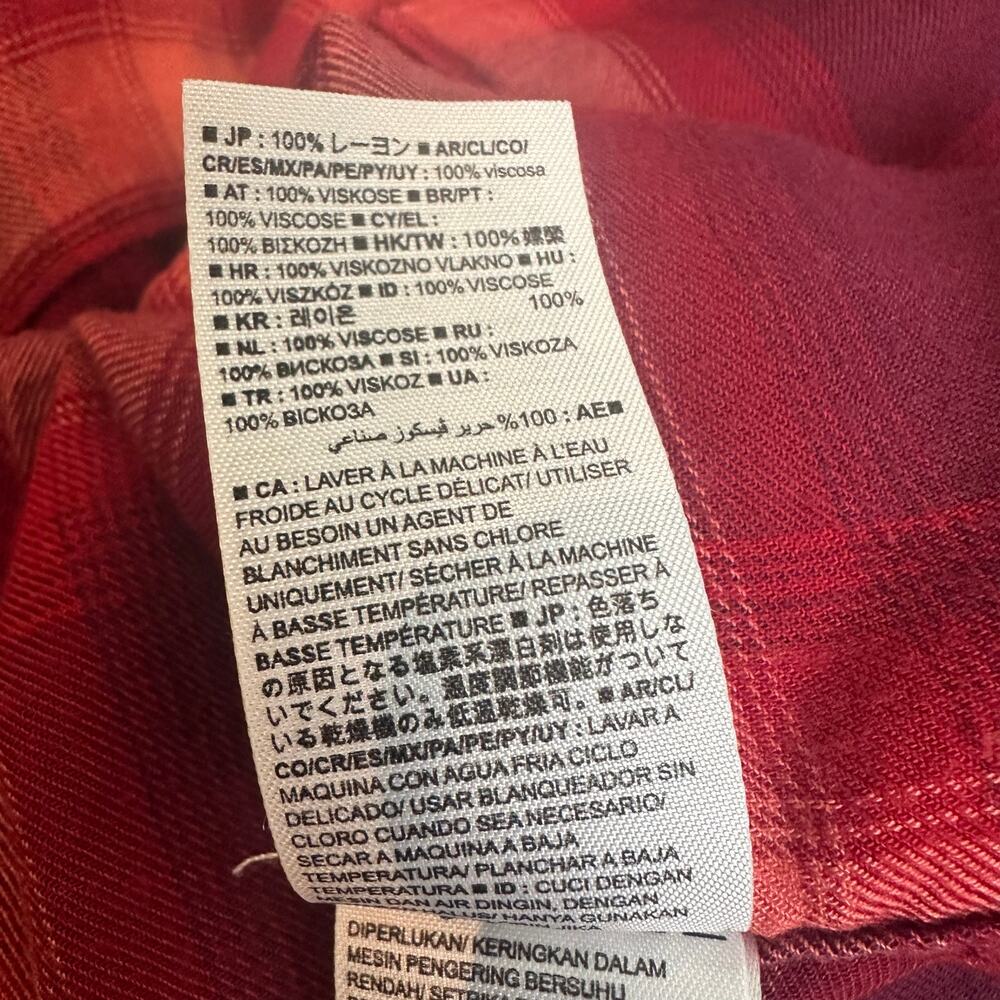 ■ JP : 100% レーヨン ■ AR/CL/CO/
CR/ES/MX/PA/PE/PY/UY : 100% viscosa
■ AT : 100% VISKOSE ■ BR/PT :
100% VISCOSE ■ CY/EL :
100% ΒΙΣΚΟΖΗ ■ HK/TW : 100% 嫘縈
■ HR : 100% VISKOZNO VLAKNO ■ HU :
100% VISZKÓZ ■ ID : 100% VISCOSE
■ KR : 레이온 100%
■ NL : 100% VISCOSE ■ RU :
100% ВИСКОЗА ■ SI : 100% VISKOZA
■ TR : 100% VISKOZ ■ UA :
100% ВІСКОЗА
■AE : 100% حرير فيسكوز صناعي
■ CA : LAVER À LA MACHINE À L'EAU
FROIDE AU CYCLE DÉLICAT/ UTILISER
AU BESOIN UN AGENT DE
BLANCHIMENT SANS CHLORE
UNIQUEMENT/ SÉCHER À LA MACHINE
À BASSE TEMPÉRATURE/ REPASSER À
BASSE TEMPÉRATURE ■ JP : 色落ち
の原因となる塩素系漂白剤は使用しな
いでください。温度調節機能がついて
いる乾燥機のみ低温乾燥可。 ■ AR/CL/
CO/CR/ES/MX/PA/PE/PY/UY : LAVAR A
MAQUINA CON AGUA FRIA CICLO
DELICADO/ USAR BLANQUEADOR SIN
CLORO CUANDO SEA NECESARIO/
SECAR A MAQUINA A BAJA
TEMPERATURA/ PLANCHAR A BAJA
TEMPERATURA ■ ID : CUCI DENGAN
MESIN DAN AIR DINGIN, DENGAN
HANYA GUNAKAN
JIKA
DIPERLUKAN/ KERINGKAN DALAM
MESIN PENGERING BERSUHU
RENDAH/